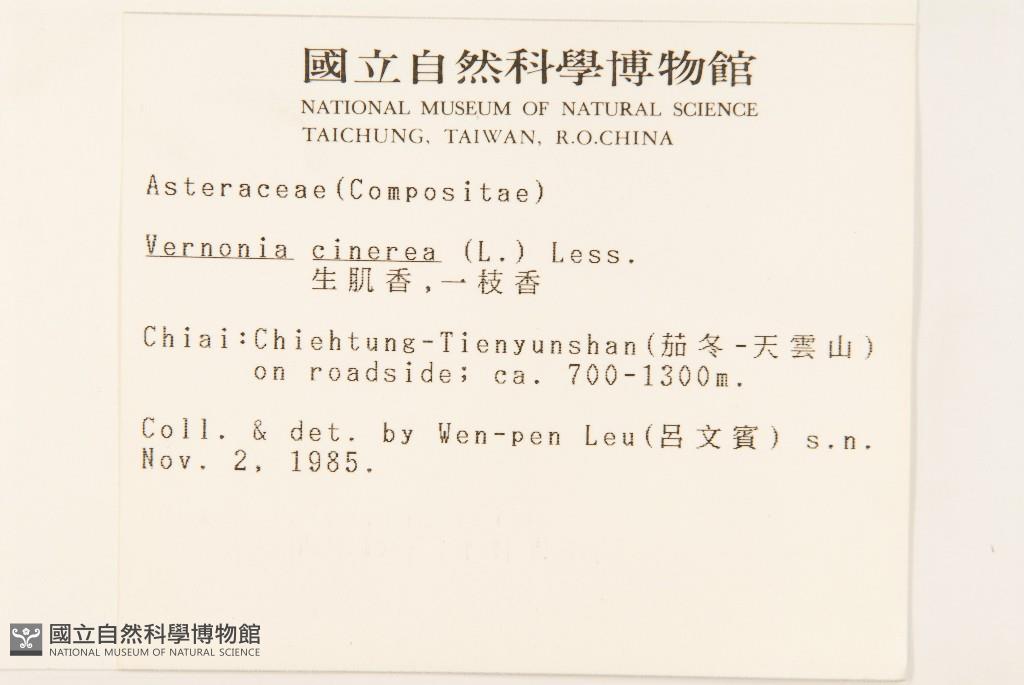 國立自然科學博物館
NATIONAL MUSEUM OF NATURAL SCIENCE
TAICHUNG, TAIWAN, R.O.CHINA
Asteraceae(Compositae)
Vernonia cinerea (L.) Less.
生肌香,一枝香
Chiai:Chiehtung-Tienyunshan(茄冬-天雲山)
on roadside; ca. 700-1300m.
Coll. & det. by Wen-pen Leu(呂文賓) s.n.
Nov. 2, 1985.
國立自然科學博物館
NATIONAL MUSEUM OF NATURAL SCIENCE